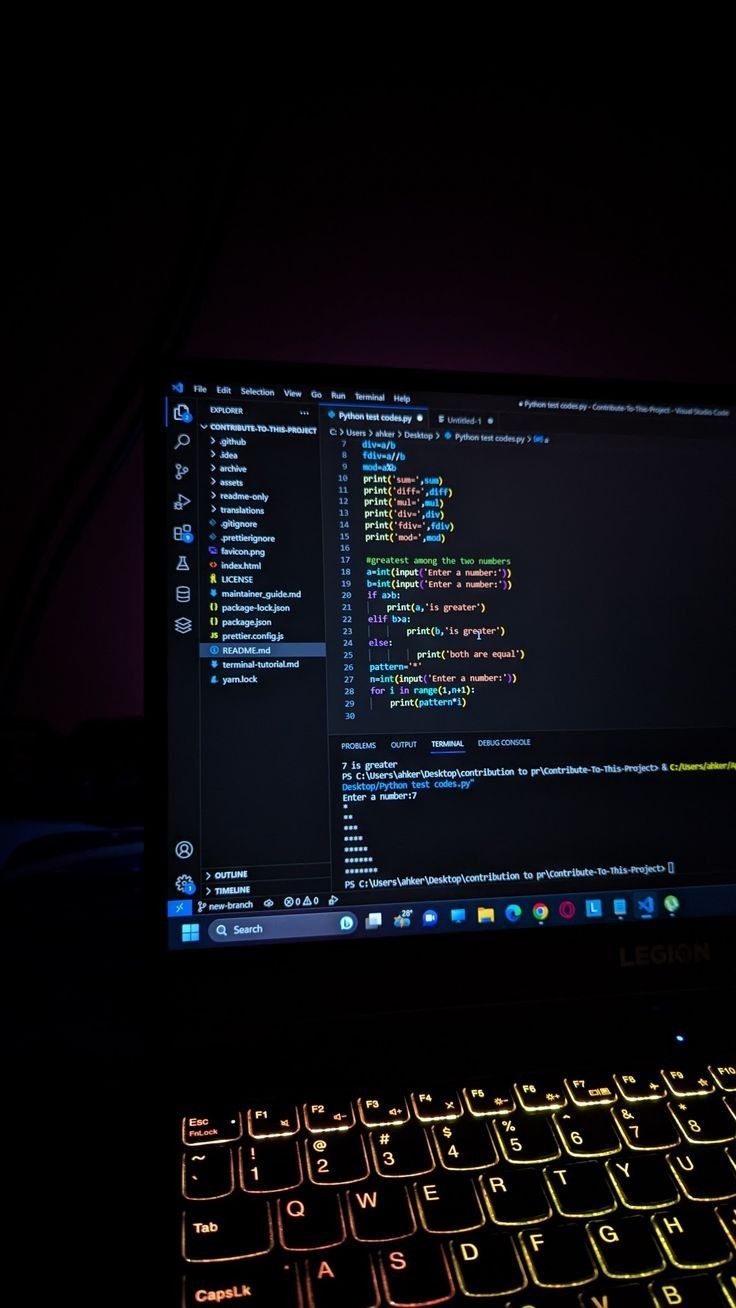 File Edit Selection View Go Run Terminal Help
Python test codes.py - Contribute-To-This-Project - Visual Studio Code
EXPLORER
CONTRIBUTE-TO-THIS-PROJECT
.github
.idea
archive
assets
readme-only
translations
.gitignore
.prettierignore
favicon.png
index.html
LICENSE
maintainer_guide.md
package-lock.json
package.json
prettier.config.js
README.md
terminal-tutorial.md
yarn.lock
OUTLINE
TIMELINE
Python test codes.py Untitled-1
C: > Users > ahker > Desktop > Python test codes.py > a
7 div=a/b
8 fdiv=a//b
9 mod=a%b
10 print('sum=',sum)
11 print('diff=',diff)
12 print('mul=',mul)
13 print('div=',div)
14 print('fdiv=',fdiv)
15 print('mod=',mod)
16
17 #greatest among the two numbers
18 a=int(input('Enter a number:'))
19 b=int(input('Enter a number:'))
20 if a>b:
21 print(a,'is greater')
22 elif b>a:
23 print(b,'is greater')
24 else:
25 print('both are equal')
26 pattern='*'
27 n=int(input('Enter a number:'))
28 for i in range(1,n+1):
29 print(pattern*i)
30
PROBLEMS OUTPUT TERMINAL DEBUG CONSOLE
7 is greater
PS C:\Users\ahker\Desktop\contribution to pr\Contribute-To-This-Project> & C:/Users/ahker/Ap
Desktop/Python test codes.py"
Enter a number:7
*
**
***
****
*****
******
*******
PS C:\Users\ahker\Desktop\contribution to pr\Contribute-To-This-Project>
new-branch 0 0
Search 28°
LEGION
Esc F1 F2 F3 F4 F5 F6 F7 F8 F9 F10
FnLock
~ ! @ # $ % ^ & *
` 1 2 3 4 5 6 7 8
Tab Q W E R T Y U
CapsLk A S D F G H
V B